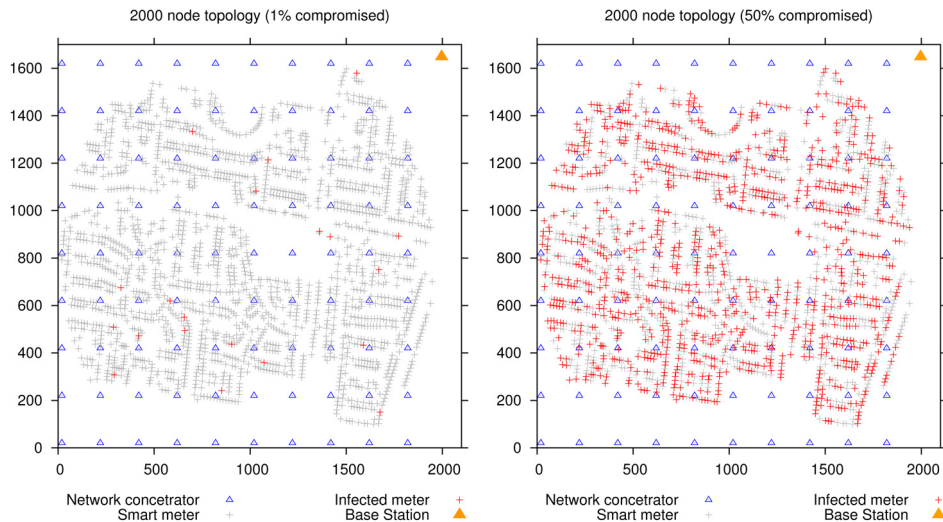 2000 node topology (1% compromised)
1600
1400
1200
1000
800
600
400
200
0
0 500 1000 1500 2000
Network concetrator Infected meter
Smart meter Base Station
2000 node topology (50% compromised)
1600
1400
1200
1000
800
600
400
200
0
0 500 1000 1500 2000
Network concetrator Infected meter
Smart meter Base Station